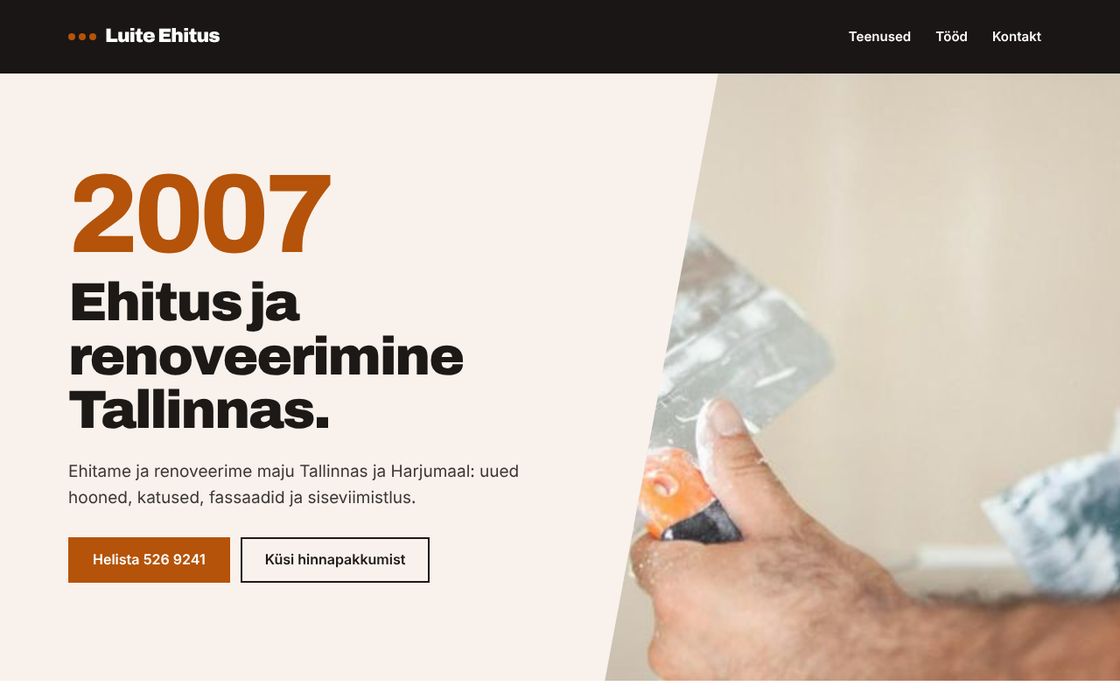 Luite Ehitus
Teenused Tööd Kontakt
2007
Ehitus ja
renoveerimine
Tallinnas.
Ehitame ja renoveerime maju Tallinnas ja Harjumaal: uued
hooned, katused, fassaadid ja siseviimistlus.
Helista 526 9241
Küsi hinnapakkumist